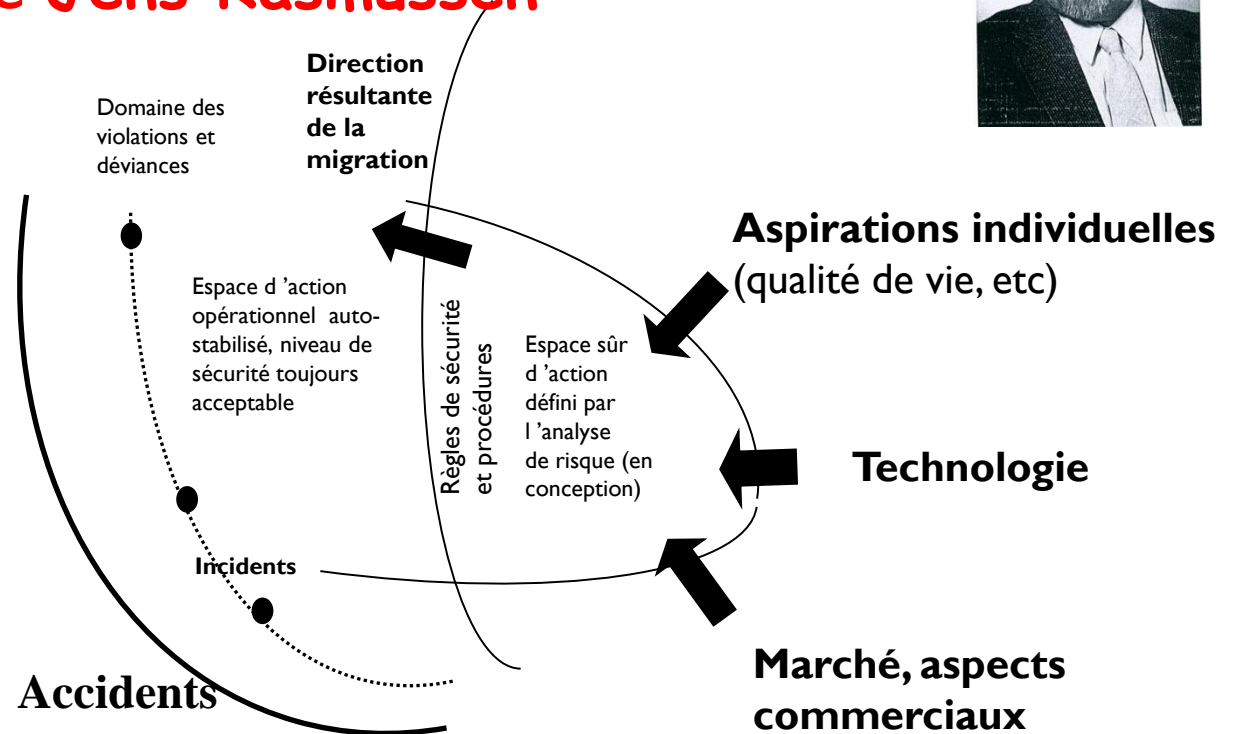 e Jens Rasmussen
Direction
résultante
de la
migration
Domaine des
violations et
déviances
Aspirations individuelles
(qualité de vie, etc)
Espace d ’action
opérationnel auto-
stabilisé, niveau de
sécurité toujours
acceptable
Règles de sécurité
et procédures
Espace sûr
d ’action
défini par
l ’analyse
de risque (en
conception)
Technologie
Incidents
Marché, aspects
commerciaux
Accidents